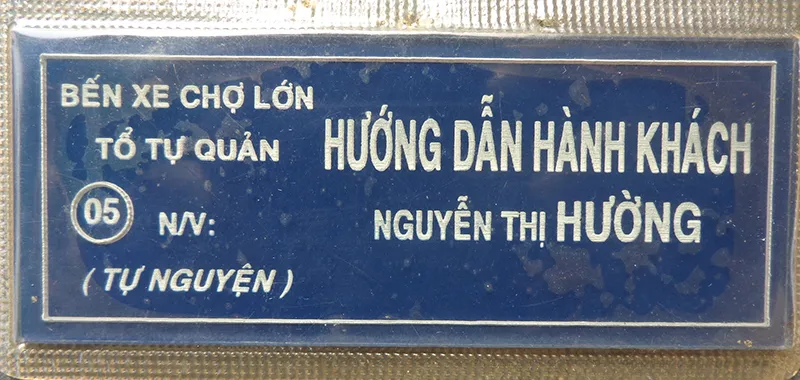 BẾN XE CHỢ LỚN
TỔ TỰ QUẢN
05 N/V:
( TỰ NGUYỆN )
HƯỚNG DẪN HÀNH KHÁCH
NGUYỄN THỊ HƯỜNG